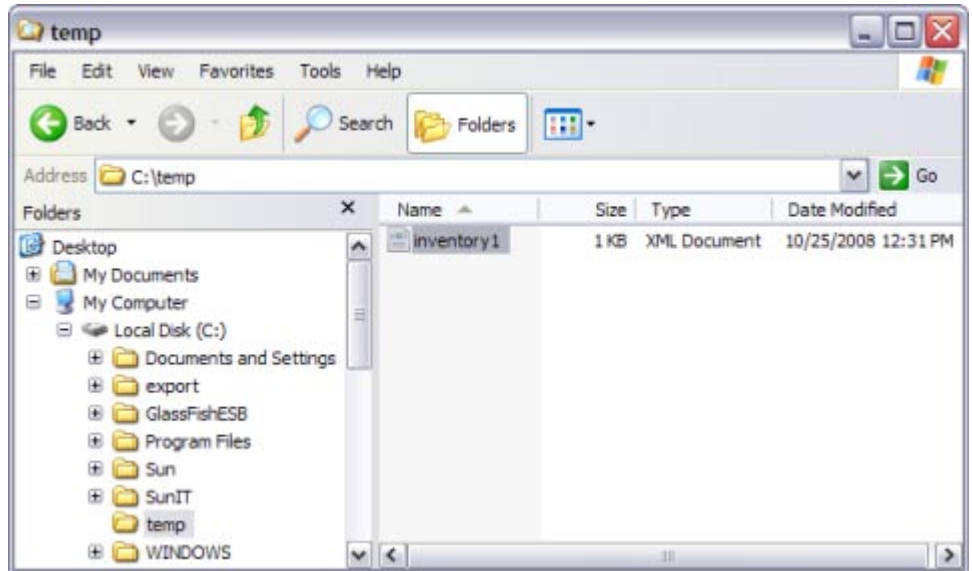 temp
File Edit View Favorites Tools Help
Back Search Folders
Address C:\temp Go
Folders Name Size Type Date Modified
Desktop inventory1 1 KB XML Document 10/25/2008 12:31 PM
My Documents
My Computer
Local Disk (C:)
Documents and Settings
export
GlassFishESB
Program Files
Sun
SunIT
temp
WINDOWS